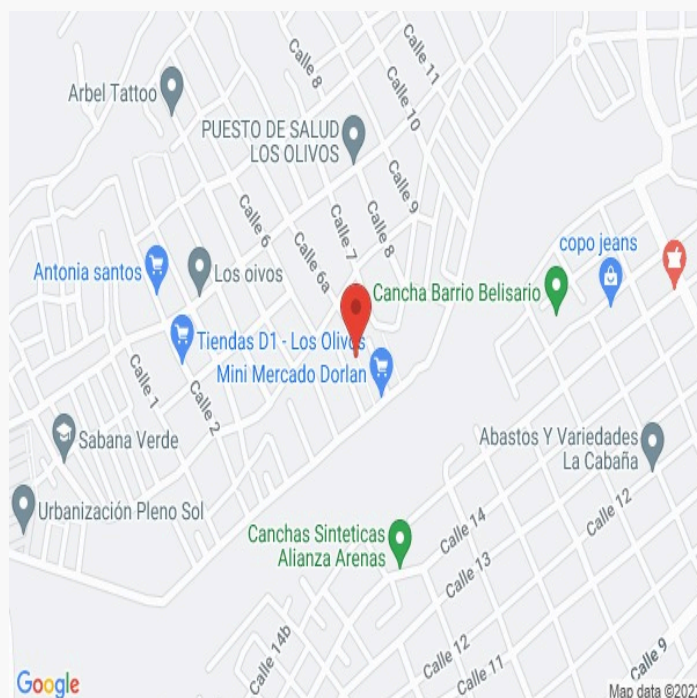 Calle 8
Calle 11
Arbel Tattoo
Calle 10
PUESTO DE SALUD
LOS OLIVOS
Calle 9
Calle 6
Calle 7
Calle 8
Calle 6a
copo jeans
Antonia santos
Los oivos
Cancha Barrio Belisario
Tiendas D1 - Los Olivos
Mini Mercado Dorlan
Calle 1
Calle 2
Sabana Verde
Abastos Y Variedades
La Cabaña
Urbanización Pleno Sol
Calle 12
Canchas Sinteticas
Alianza Arenas
Calle 14
Calle 13
Calle 14b
Calle 12
Calle 11
Calle 9
Google
Map data ©202